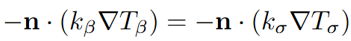 −𝐧 · (k_β∇T_β) = −𝐧 · (k_σ∇T_σ)